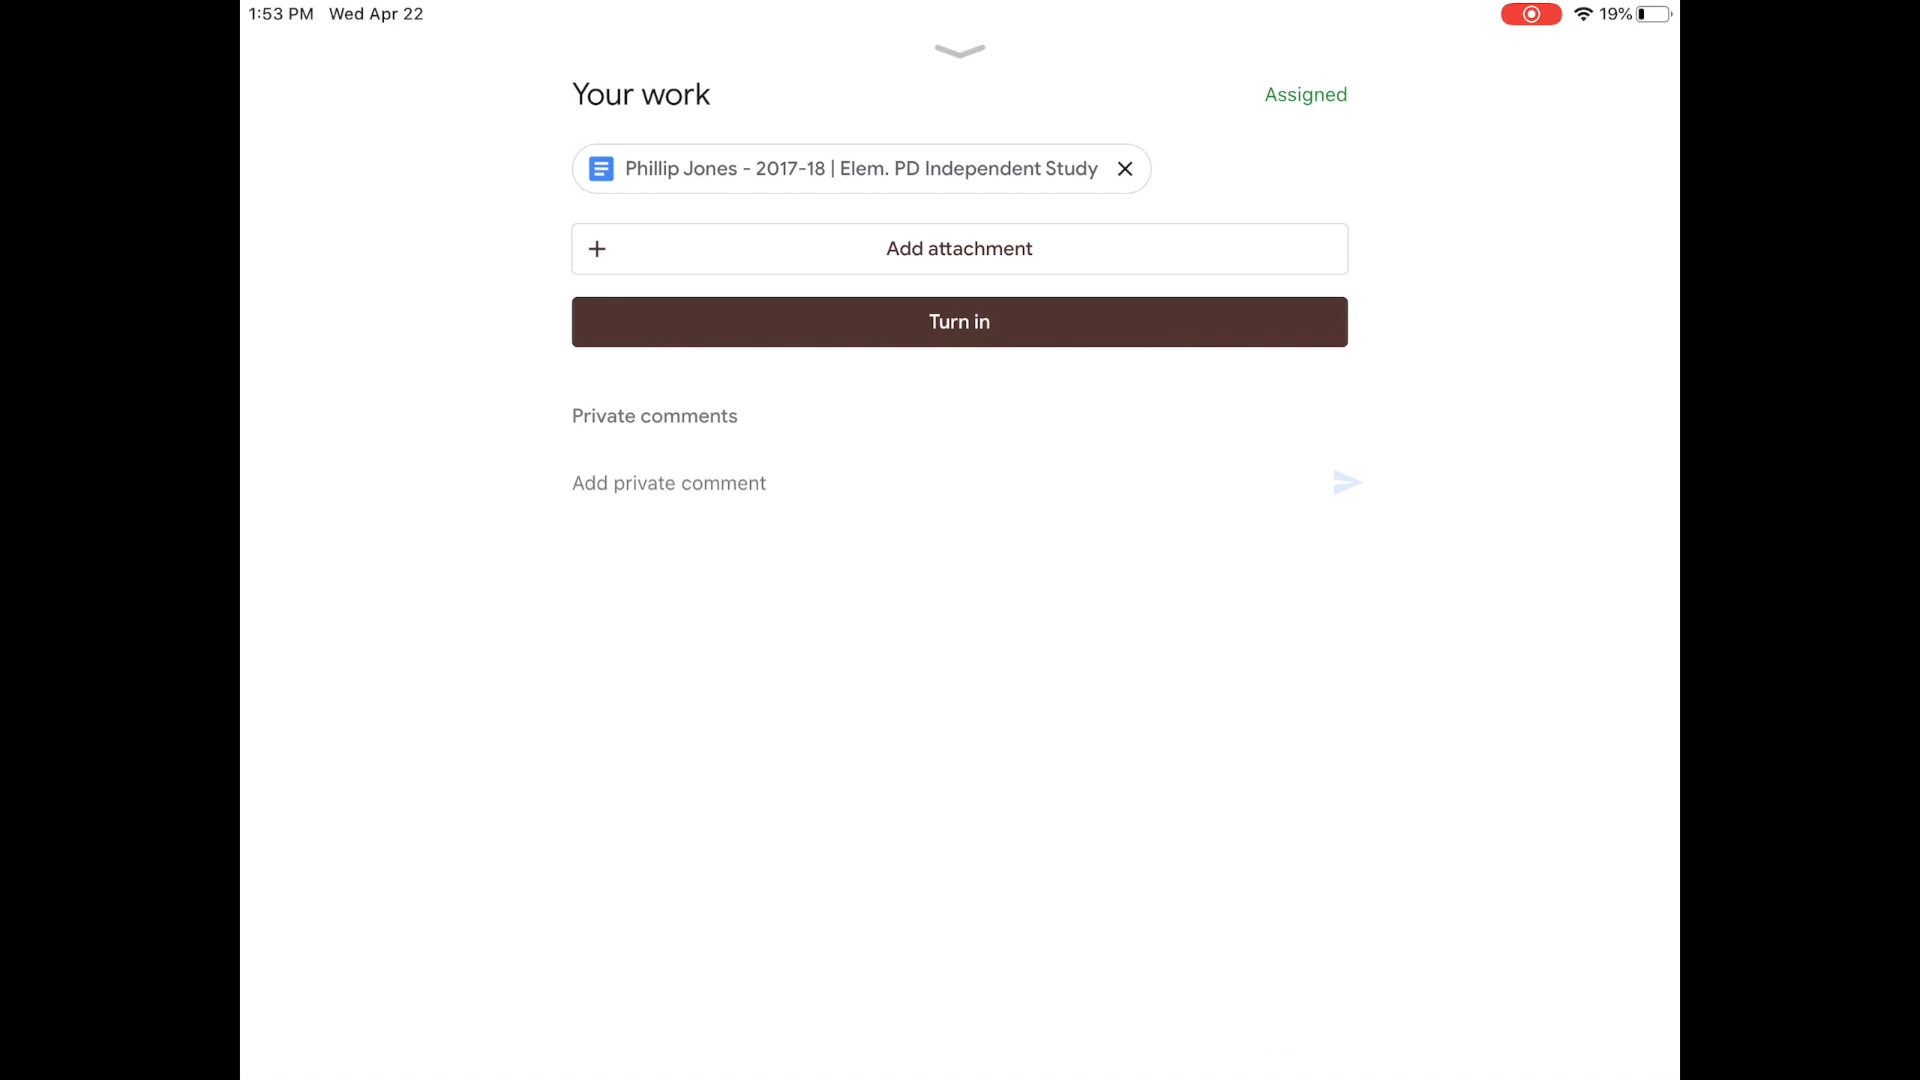 1:53 PM Wed Apr 22
19%
Your work
Assigned
Phillip Jones - 2017-18 | Elem. PD Independent Study
Add attachment
Turn in
Private comments
Add private comment